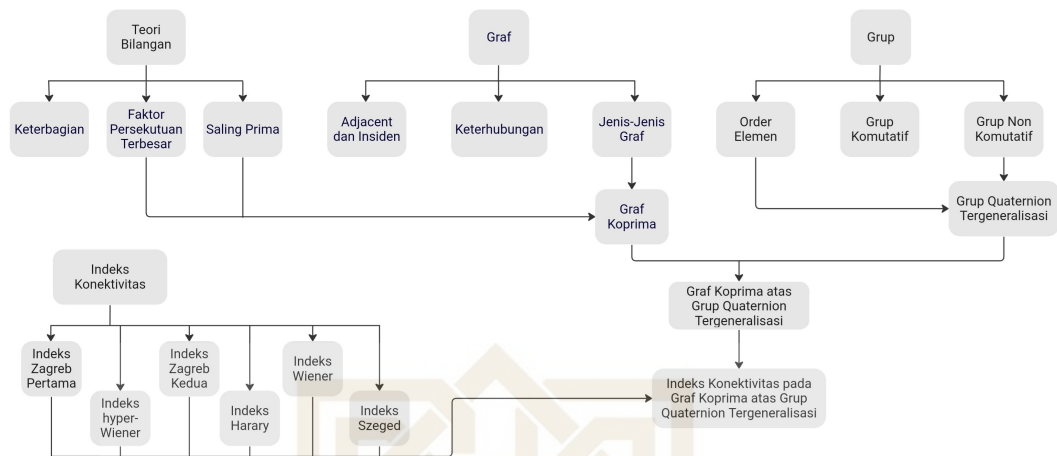 Teori
Bilangan
Graf
Grup
Keterbagian
Faktor
Persekutuan
Terbesar
Saling Prima
Adjacent
dan Insiden
Keterhubungan
Jenis-Jenis
Graf
Order
Elemen
Grup
Komutatif
Grup Non
Komutatif
Graf
Koprima
Grup Quaternion
Tergeneralisasi
Indeks
Konektivitas
Graf Koprima atas
Grup Quaternion
Tergeneralisasi
Indeks
Zagreb
Pertama
Indeks
hyper-
Wiener
Indeks
Zagreb
Kedua
Indeks
Harary
Indeks
Wiener
Indeks
Szeged
Indeks Konektivitas pada
Graf Koprima atas Grup
Quaternion Tergeneralisasi